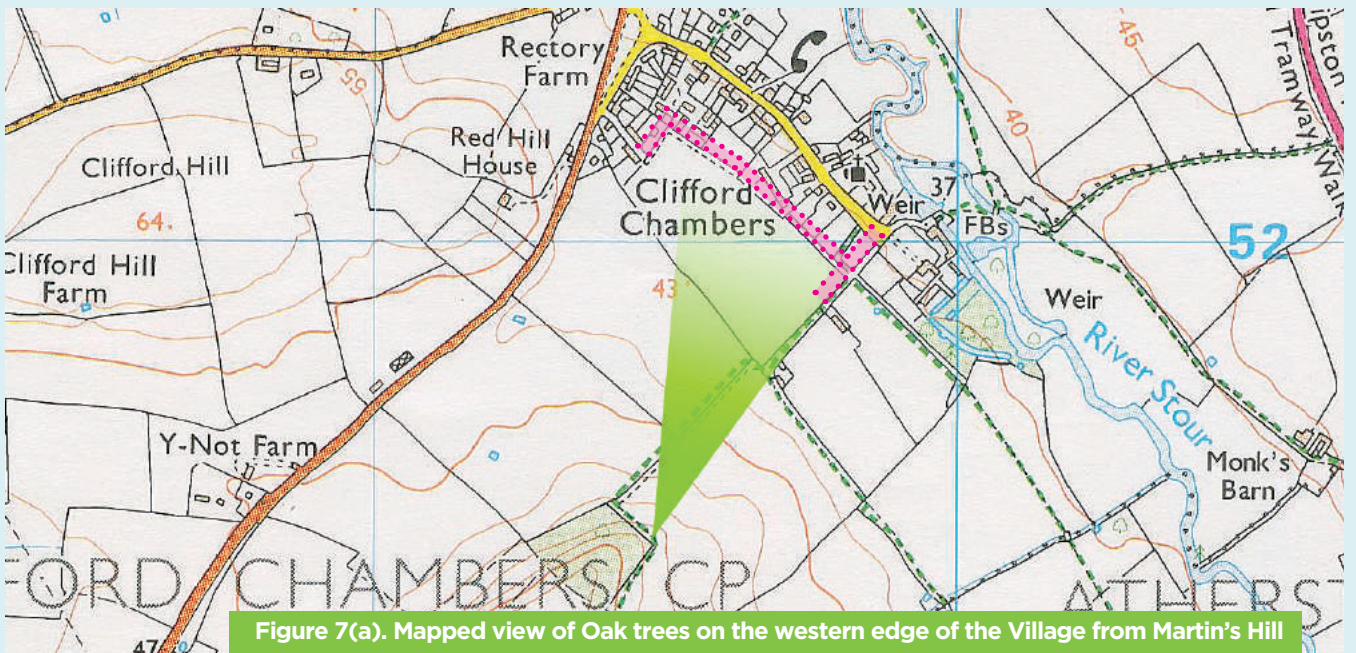 Rectory
Farm
45
ipston
Tramway
Walk
55
40
Red Hill
House
Clifford Hill
64.
Clifford
Chambers
Weir
37
FBs
52
Clifford Hill
Farm
43
Weir
River Stour
Y-Not Farm
Monk's
Barn
FORD CHAMBERS CP
ATHERST
47
Figure 7(a). Mapped view of Oak trees on the western edge of the Village from Martin's Hill